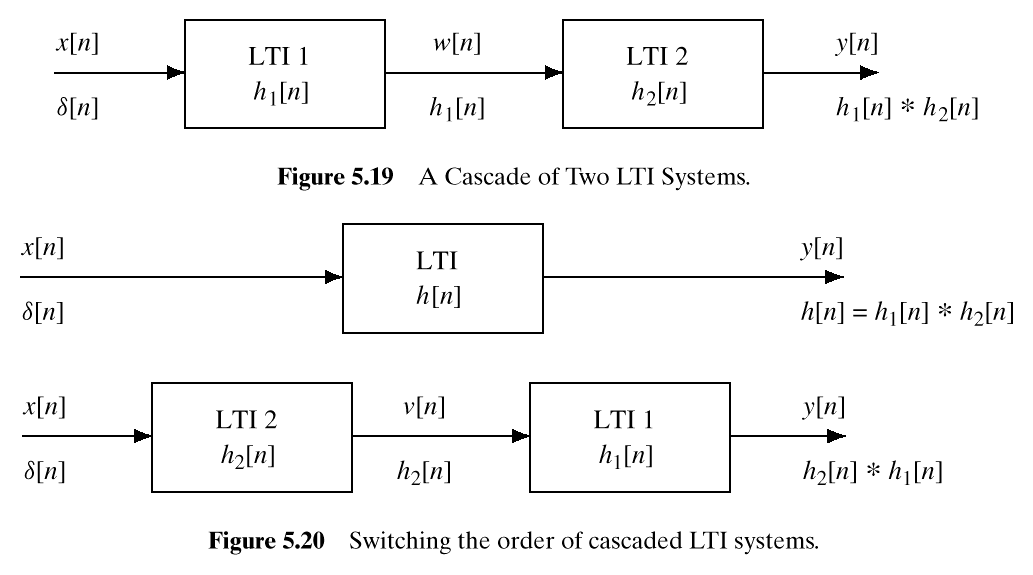 x[n] LTI 1 w[n] LTI 2 y[n]
δ[n] h₁[n] h₁[n] h₂[n] h₁[n] * h₂[n]
Figure 5.19 A Cascade of Two LTI Systems.
x[n] LTI y[n]
δ[n] h[n] h[n] = h₁[n] * h₂[n]
x[n] LTI 2 v[n] LTI 1 y[n]
δ[n] h₂[n] h₂[n] h₁[n] h₂[n] * h₁[n]
Figure 5.20 Switching the order of cascaded LTI systems.